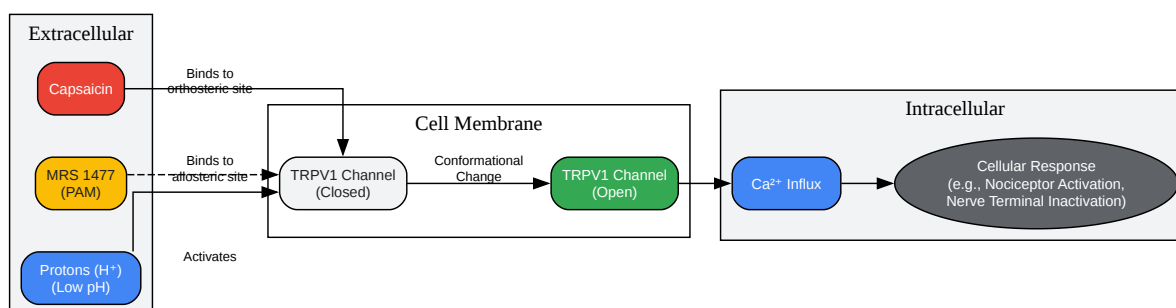 Extracellular
Capsaicin
MRS 1477
(PAM)
Protons (H⁺)
(Low pH)
Binds to
orthosteric site
Binds to
allosteric site
Activates
Cell Membrane
TRPV1 Channel
(Closed)
Conformational
Change
TRPV1 Channel
(Open)
Intracellular
Ca²⁺ Influx
Cellular Response
(e.g., Nociceptor Activation,
Nerve Terminal Inactivation)